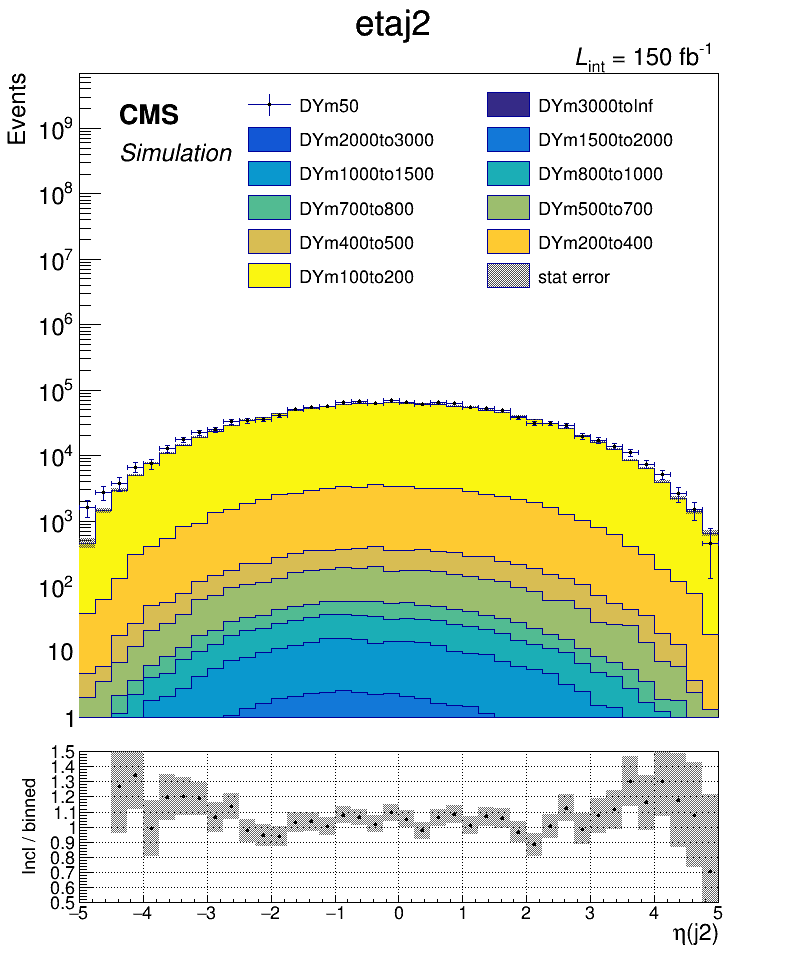 etaj2
L_int = 150 fb^-1
Events
CMS
Simulation
DYm50
DYm3000toInf
DYm2000to3000
DYm1500to2000
DYm1000to1500
DYm800to1000
DYm700to800
DYm500to700
DYm400to500
DYm200to400
DYm100to200
stat error
10^9
10^8
10^7
10^6
10^5
10^4
10^3
10^2
10
1
Incl / binned
1.5
1.4
1.3
1.2
1.1
1
0.9
0.8
0.7
0.6
0.5
−5 −4 −3 −2 −1 0 1 2 3 4 5
η(j2)